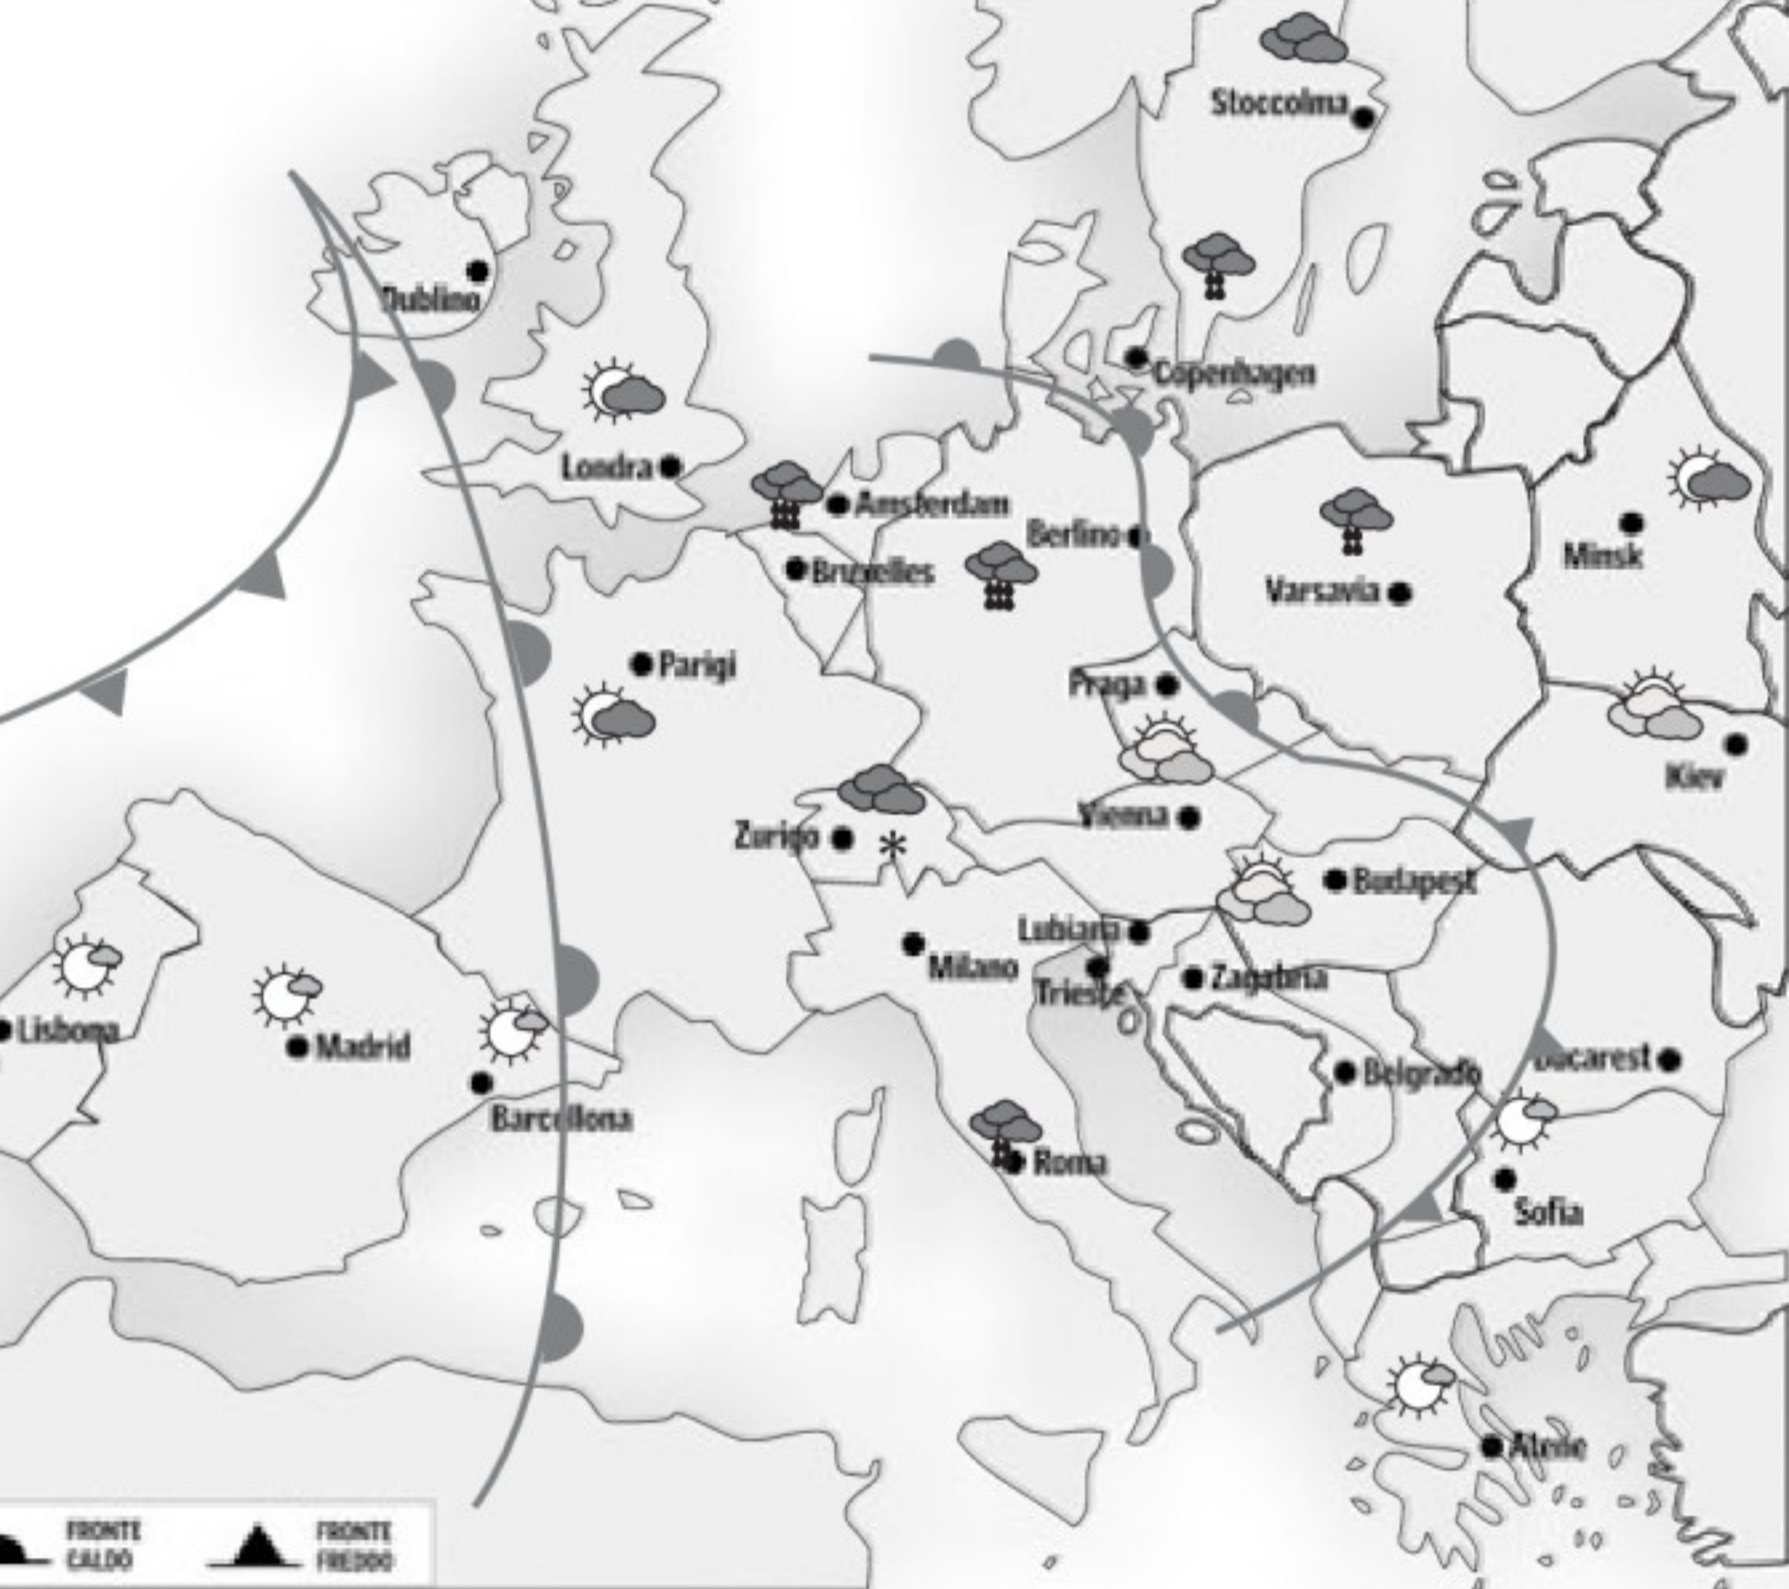 Stoccolma
Dublino
Copenhagen
Londra
Amsterdam
Berlino
Minsk
Bruxelles
Varsavia
Parigi
Praga
Kiev
Vienna
Zurigo
Budapest
Lubiana
Milano
Zagabria
Trieste
Lisbona
Madrid
Belgrado
Bucarest
Barcellona
Roma
Sofia
Atene
FRONTE
CALDO
FRONTE
FREDDO